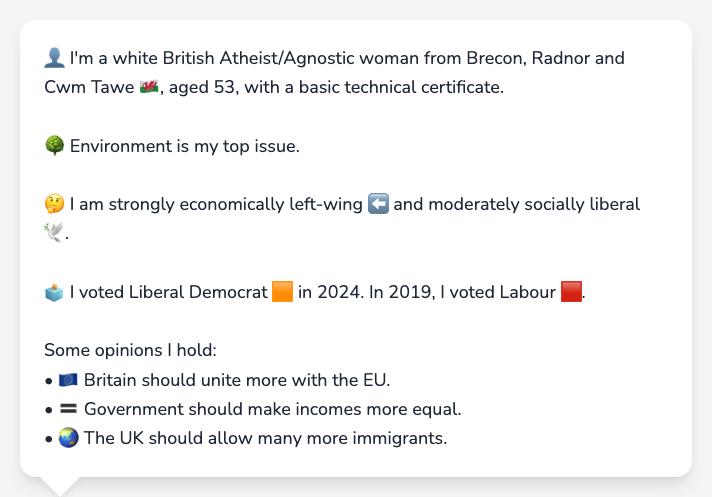 👤 I'm a white British Atheist/Agnostic woman from Brecon, Radnor and
Cwm Tawe 🏴󠁧󠁢󠁷󠁬󠁳󠁿, aged 53, with a basic technical certificate.
🌳 Environment is my top issue.
🤔 I am strongly economically left-wing ⬅️ and moderately socially liberal
🕊️.
🗳️ I voted Liberal Democrat 🟧 in 2024. In 2019, I voted Labour 🟥.
Some opinions I hold:
• 🇪🇺 Britain should unite more with the EU.
• 🟰 Government should make incomes more equal.
• 🌏 The UK should allow many more immigrants.